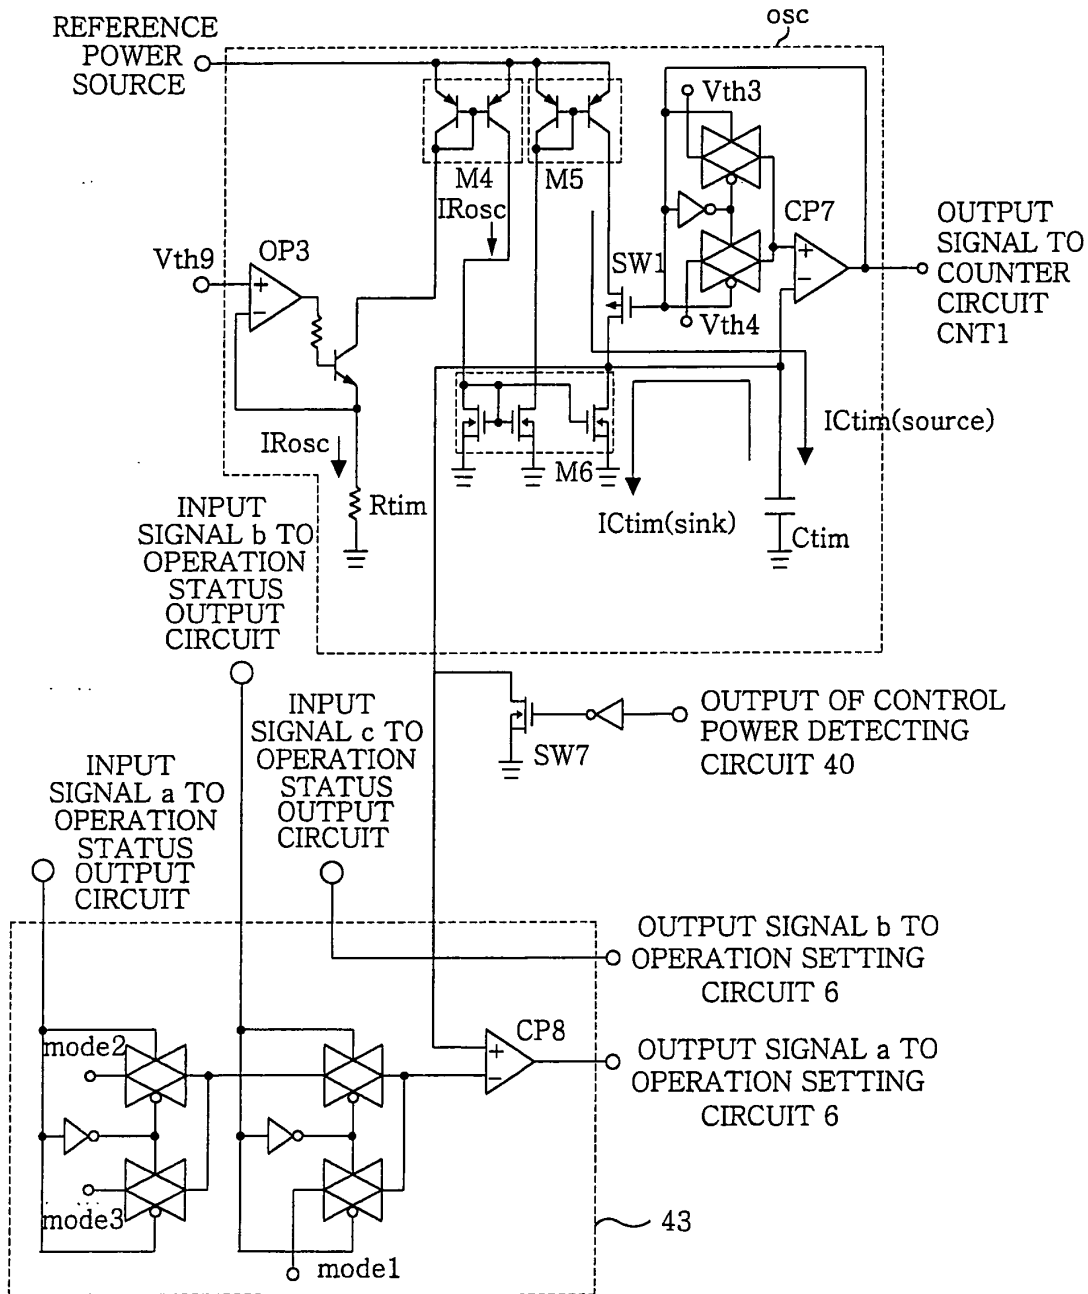 osc
REFERENCE
POWER
SOURCE
Vth3
M4
M5
IRosc
CP7
OUTPUT
SIGNAL TO
COUNTER
CIRCUIT
CNT1
OP3
Vth9
SW1
Vth4
ICtim(source)
IRosc
M6
Rtim
ICtim(sink)
Ctim
INPUT
SIGNAL b TO
OPERATION
STATUS
OUTPUT
CIRCUIT
INPUT
SIGNAL c TO
OPERATION
STATUS
OUTPUT
CIRCUIT
SW7
OUTPUT OF CONTROL
POWER DETECTING
CIRCUIT 40
INPUT
SIGNAL a TO
OPERATION
STATUS
OUTPUT
CIRCUIT
OUTPUT SIGNAL b TO
OPERATION SETTING
CIRCUIT 6
CP8
OUTPUT SIGNAL a TO
OPERATION SETTING
CIRCUIT 6
mode2
mode3
mode1
43